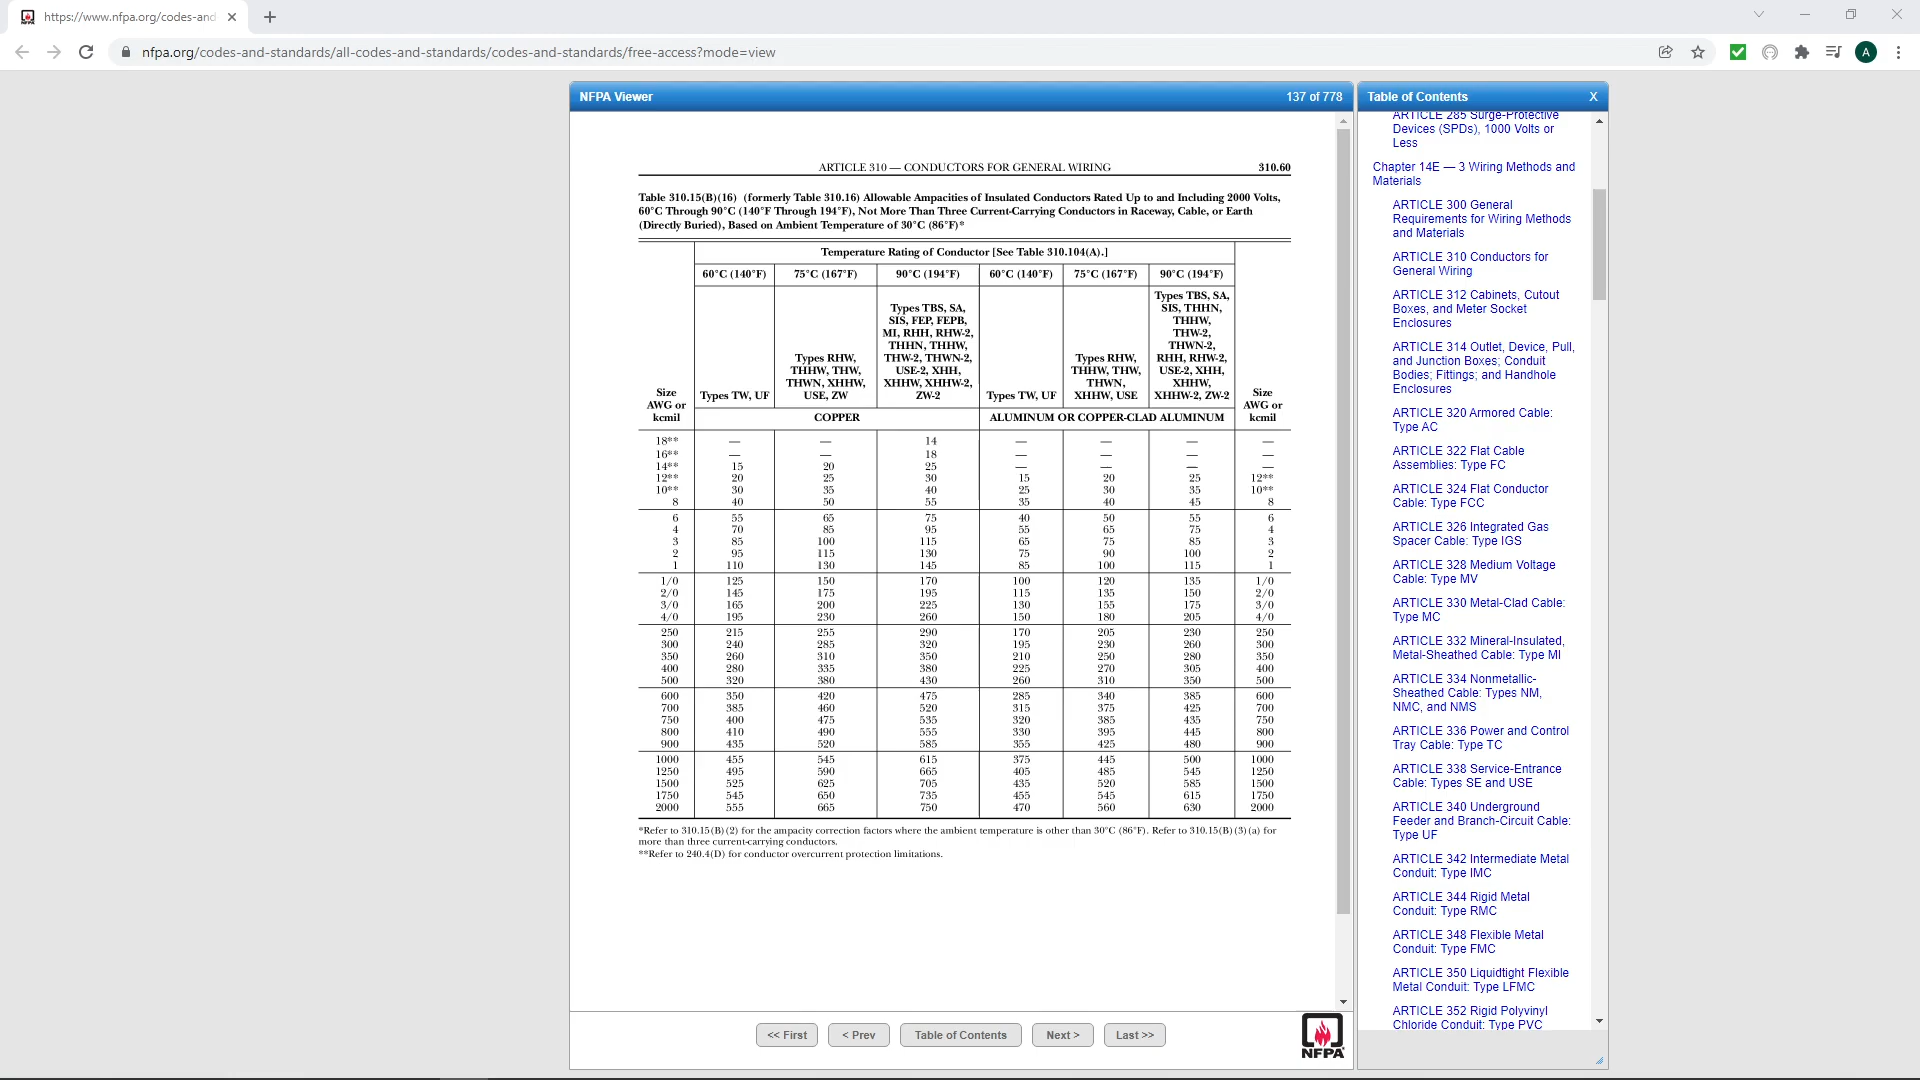 https://www.nfpa.org/codes-and
nfpa.org/codes-and-standards/all-codes-and-standards/codes-and-standards/free-access?mode=view
A
NFPA Viewer 137 of 778
ARTICLE 310 — CONDUCTORS FOR GENERAL WIRING 310.60
Table 310.15(B)(16) (formerly Table 310.16) Allowable Ampacities of Insulated Conductors Rated Up to and Including 2000 Volts,
60°C Through 90°C (140°F Through 194°F), Not More Than Three Current-Carrying Conductors in Raceway, Cable, or Earth
(Directly Buried), Based on Ambient Temperature of 30°C (86°F)*
Temperature Rating of Conductor [See Table 310.104(A).]
60°C (140°F) 75°C (167°F) 90°C (194°F) 60°C (140°F) 75°C (167°F) 90°C (194°F)
Size
AWG or
kcmil
Types TW, UF
Types RHW,
THHW, THW,
THWN, XHHW,
USE, ZW
Types TBS, SA,
SIS, FEP, FEPB,
MI, RHH, RHW-2,
THHN, THHW,
THW-2, THWN-2,
USE-2, XHH,
XHHW, XHHW-2,
ZW-2
Types TW, UF
Types RHW,
THHW, THW,
THWN,
XHHW, USE
Types TBS, SA,
SIS, THHN,
THHW,
THW-2,
THWN-2,
RHH, RHW-2,
USE-2, XHH,
XHHW,
XHHW-2, ZW-2
Size
AWG or
kcmil
COPPER ALUMINUM OR COPPER-CLAD ALUMINUM
18** — — 14 — — — —
16** — — 18 — — — —
14** 15 20 25 — — — —
12** 20 25 30 15 20 25 12**
10** 30 35 40 25 30 35 10**
8 40 50 55 35 40 45 8
6 55 65 75 40 50 55 6
4 70 85 95 55 65 75 4
3 85 100 115 65 75 85 3
2 95 115 130 75 90 100 2
1 110 130 145 85 100 115 1
1/0 125 150 170 100 120 135 1/0
2/0 145 175 195 115 135 150 2/0
3/0 165 200 225 130 155 175 3/0
4/0 195 230 260 150 180 205 4/0
250 215 255 290 170 205 230 250
300 240 285 320 195 230 260 300
350 260 310 350 210 250 280 350
400 280 335 380 225 270 305 400
500 320 380 430 260 310 350 500
600 350 420 475 285 340 385 600
700 385 460 520 315 375 425 700
750 400 475 535 320 385 435 750
800 410 490 555 330 395 445 800
900 435 520 585 355 425 480 900
1000 455 545 615 375 445 500 1000
1250 495 590 665 405 485 545 1250
1500 525 625 705 435 520 585 1500
1750 545 650 735 455 545 615 1750
2000 555 665 750 470 560 630 2000
*Refer to 310.15(B)(2) for the ampacity correction factors where the ambient temperature is other than 30°C (86°F). Refer to 310.15(B)(3)(a) for
more than three current-carrying conductors.
**Refer to 240.4(D) for conductor overcurrent protection limitations.
<< First < Prev Table of Contents Next > Last >>
NFPA
Table of Contents X
ARTICLE 285 Surge-Protective
Devices (SPDs), 1000 Volts or
Less
Chapter 14E — 3 Wiring Methods and
Materials
ARTICLE 300 General
Requirements for Wiring Methods
and Materials
ARTICLE 310 Conductors for
General Wiring
ARTICLE 312 Cabinets, Cutout
Boxes, and Meter Socket
Enclosures
ARTICLE 314 Outlet, Device, Pull,
and Junction Boxes; Conduit
Bodies; Fittings; and Handhole
Enclosures
ARTICLE 320 Armored Cable:
Type AC
ARTICLE 322 Flat Cable
Assemblies: Type FC
ARTICLE 324 Flat Conductor
Cable: Type FCC
ARTICLE 326 Integrated Gas
Spacer Cable: Type IGS
ARTICLE 328 Medium Voltage
Cable: Type MV
ARTICLE 330 Metal-Clad Cable:
Type MC
ARTICLE 332 Mineral-Insulated,
Metal-Sheathed Cable: Type MI
ARTICLE 334 Nonmetallic-
Sheathed Cable: Types NM,
NMC, and NMS
ARTICLE 336 Power and Control
Tray Cable: Type TC
ARTICLE 338 Service-Entrance
Cable: Types SE and USE
ARTICLE 340 Underground
Feeder and Branch-Circuit Cable:
Type UF
ARTICLE 342 Intermediate Metal
Conduit: Type IMC
ARTICLE 344 Rigid Metal
Conduit: Type RMC
ARTICLE 348 Flexible Metal
Conduit: Type FMC
ARTICLE 350 Liquidtight Flexible
Metal Conduit: Type LFMC
ARTICLE 352 Rigid Polyvinyl
Chloride Conduit: Type PVC